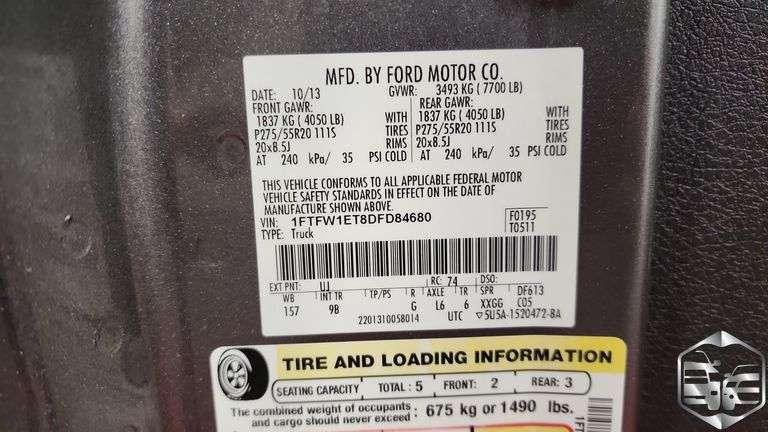 MFD. BY FORD MOTOR CO.
DATE: 10/13 GVWR: 3493 KG ( 7700 LB)
FRONT GAWR: REAR GAWR:
1837 KG ( 4050 LB) WITH 1837 KG ( 4050 LB) WITH
P275/55R20 111S TIRES P275/55R20 111S TIRES
20x8.5J RIMS 20x8.5J RIMS
AT 240 kPa/ 35 PSI COLD AT 240 kPa/ 35 PSI COLD
THIS VEHICLE CONFORMS TO ALL APPLICABLE FEDERAL MOTOR
VEHICLE SAFETY STANDARDS IN EFFECT ON THE DATE OF
MANUFACTURE SHOWN ABOVE.
VIN: 1FTFW1ET8DFD84680 F0195
TYPE: Truck T0511
EXT PNT: UJ RC: 74 DSO:
WB INT TR TP/PS R AXLE TR SPR DF613
157 9B G L6 6 XXGG C05
2201310058014 UTC ▽5U5A-1520472-BA
TIRE AND LOADING INFORMATION
SEATING CAPACITY TOTAL : 5 FRONT: 2 REAR: 3
The combined weight of occupants
and cargo should never exceed : 675 kg or 1490 lbs.
1FT